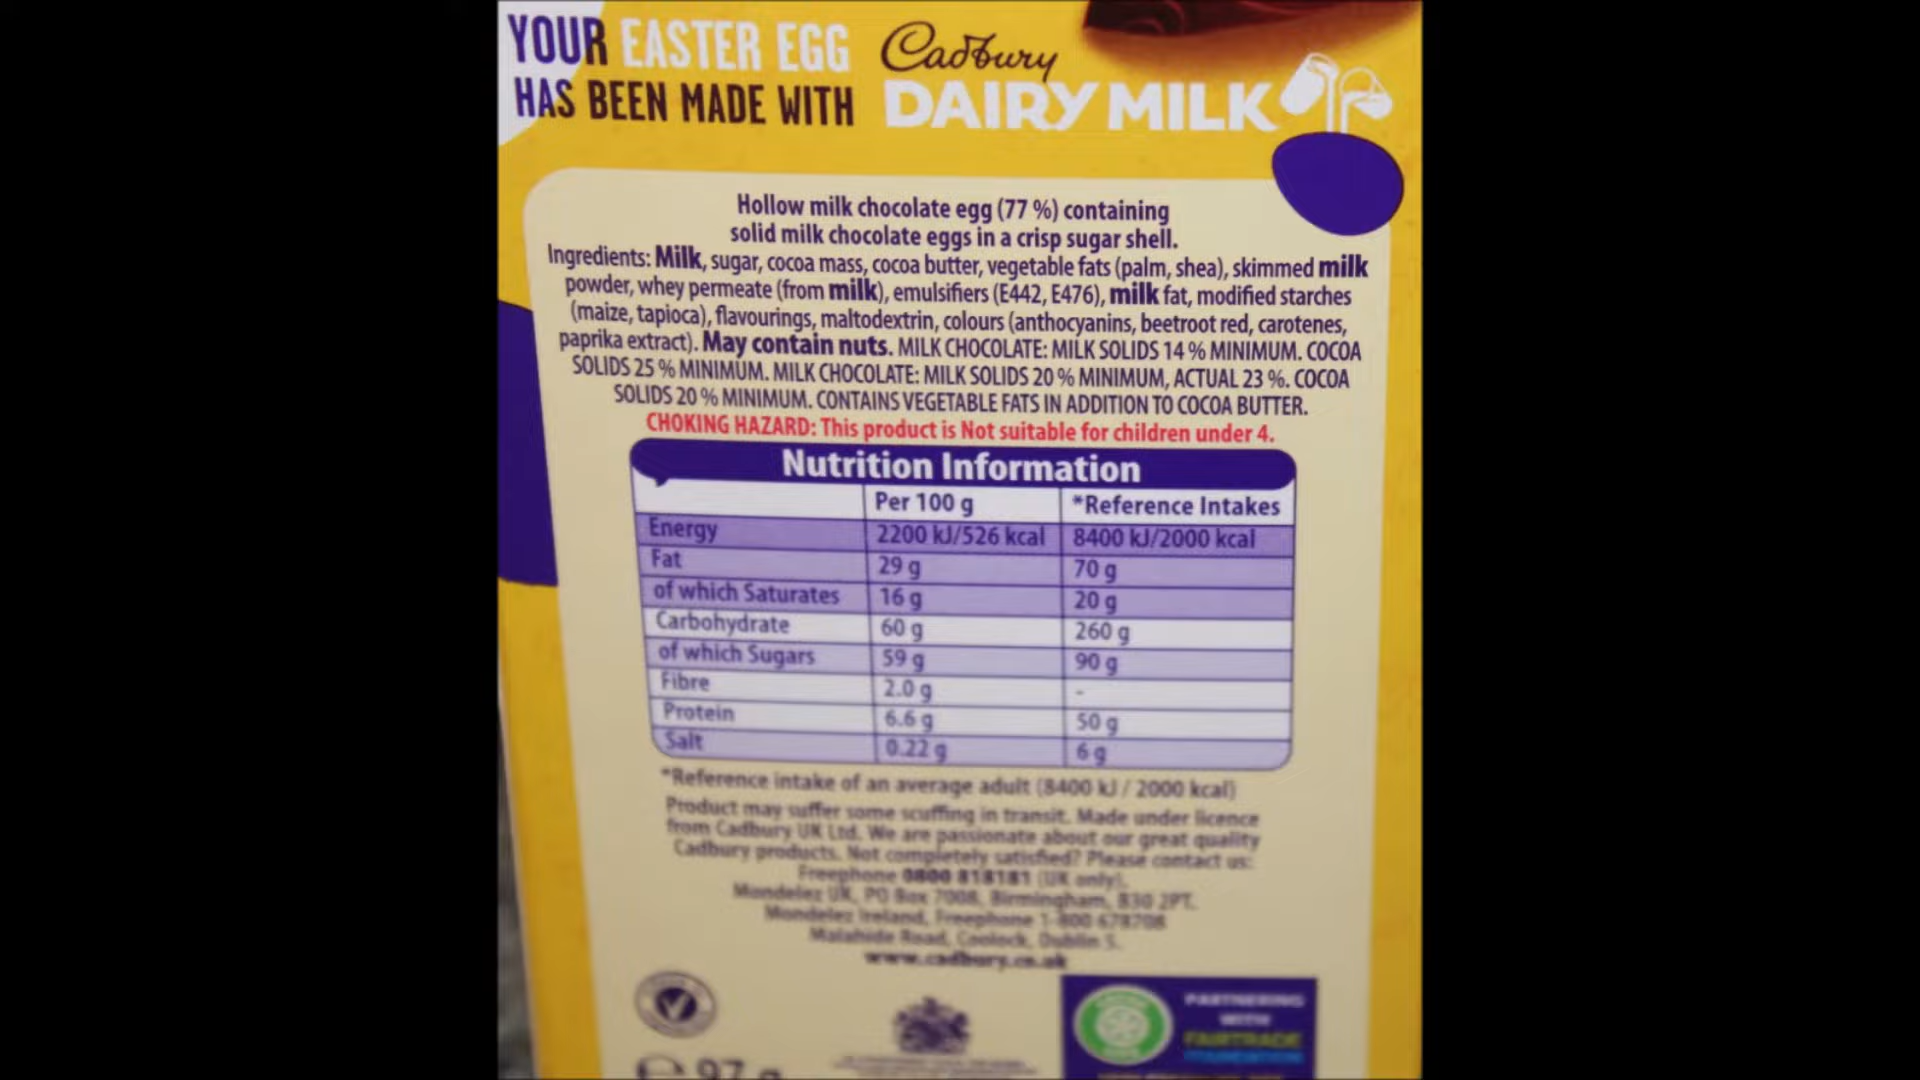 YOUR EASTER EGG
HAS BEEN MADE WITH
Cadbury
DAIRY MILK
Hollow milk chocolate egg (77 %) containing
solid milk chocolate eggs in a crisp sugar shell.
Ingredients: Milk, sugar, cocoa mass, cocoa butter, vegetable fats (palm, shea), skimmed milk
powder, whey permeate (from milk), emulsifiers (E442, E476), milk fat, modified starches
(maize, tapioca), flavourings, maltodextrin, colours (anthocyanins, beetroot red, carotenes,
paprika extract). May contain nuts. MILK CHOCOLATE: MILK SOLIDS 14 % MINIMUM. COCOA
SOLIDS 25 % MINIMUM. MILK CHOCOLATE: MILK SOLIDS 20 % MINIMUM, ACTUAL 23 %. COCOA
SOLIDS 20 % MINIMUM. CONTAINS VEGETABLE FATS IN ADDITION TO COCOA BUTTER.
CHOKING HAZARD: This product is Not suitable for children under 4.
Nutrition Information
Per 100 g *Reference Intakes
Energy 2200 kJ/526 kcal 8400 kJ/2000 kcal
Fat 29 g 70 g
of which Saturates 16 g 20 g
Carbohydrate 60 g 260 g
of which Sugars 59 g 90 g
Fibre 2.0 g -
Protein 6.6 g 50 g
Salt 0.22 g 6 g
*Reference intake of an average adult (8400 kJ / 2000 kcal)
Product may suffer some scuffing in transit. Made under licence
from Cadbury UK Ltd. We are passionate about our great quality
Cadbury products. Not completely satisfied? Please contact us:
Freephone 0800 818181 (UK only).
Mondelez UK, PO Box 7008, Birmingham, B30 2PT.
Mondelez Ireland, Freephone 1-800 678708
Malahide Road, Coolock, Dublin 5.
www.cadbury.co.uk
PARTNERING
WITH
FAIRTRADE
FOUNDATION
97 g